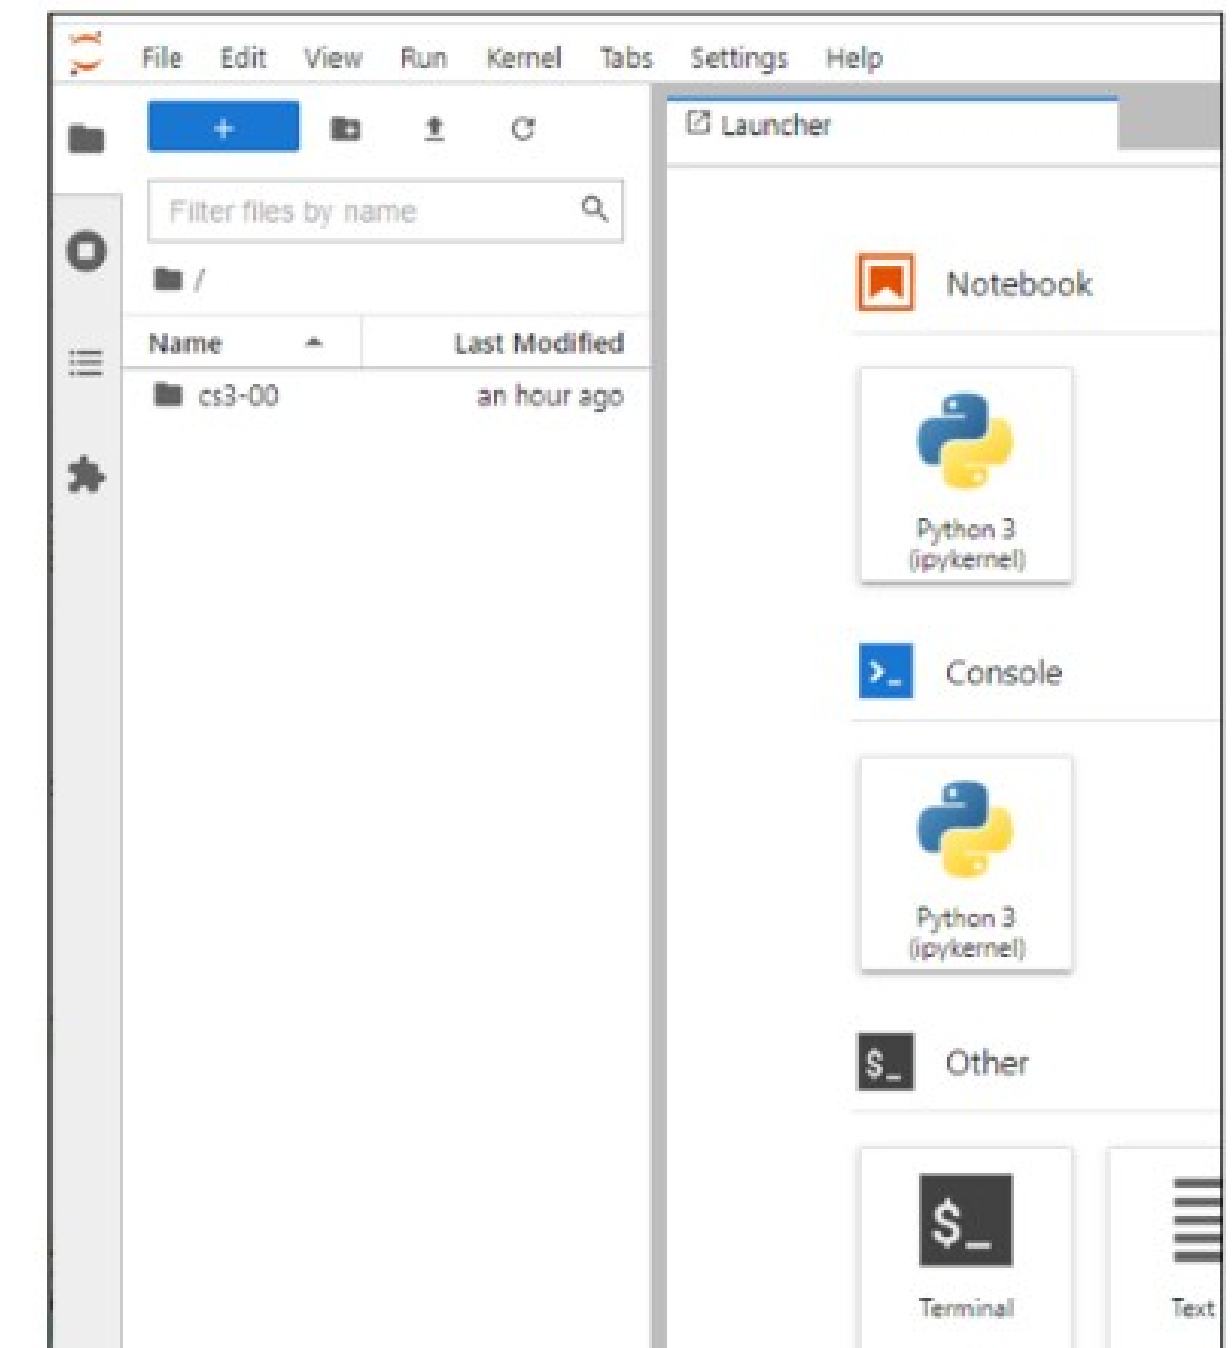 File Edit View Run Kernel Tabs Settings Help
+
Launcher
Filter files by name
/
Name Last Modified
cs3-00 an hour ago
Notebook
Python 3
(ipykernel)
>_ Console
Python 3
(ipykernel)
$_ Other
$_
Terminal
Text